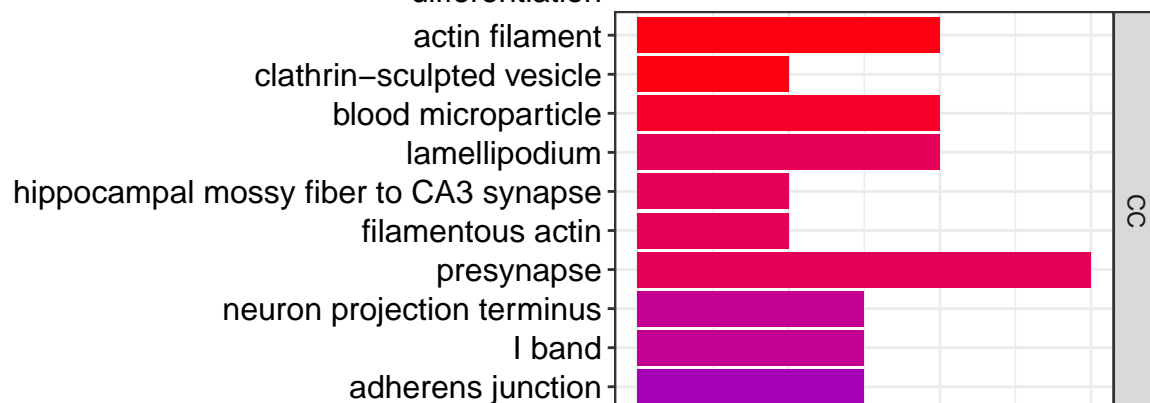 differentiation
actin filament
clathrin−sculpted vesicle
blood microparticle
lamellipodium
hippocampal mossy fiber to CA3 synapse
filamentous actin
presynapse
neuron projection terminus
I band
adherens junction
CC